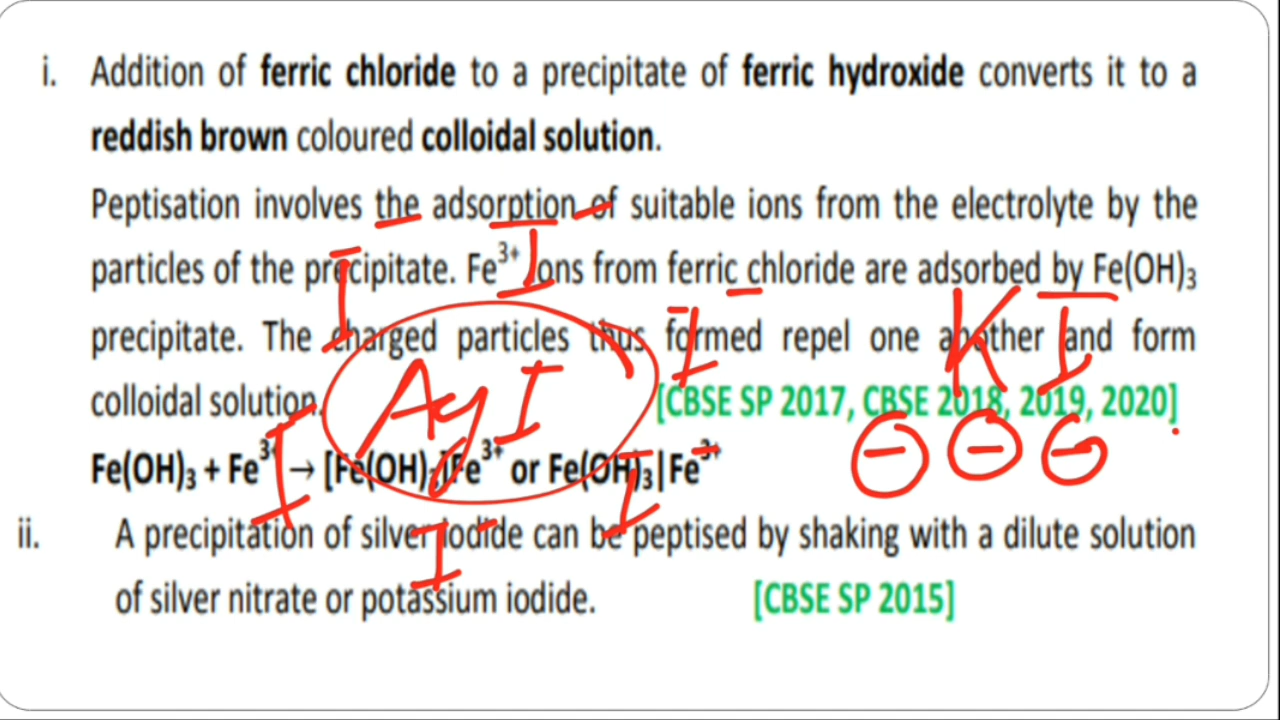 i. Addition of ferric chloride to a precipitate of ferric hydroxide converts it to a
reddish brown coloured colloidal solution.
Peptisation involves the adsorption of suitable ions from the electrolyte by the
particles of the precipitate. Fe³⁺ ions from ferric chloride are adsorbed by Fe(OH)₃
precipitate. The charged particles thus formed repel one another and form
colloidal solution. [CBSE SP 2017, CBSE 2018, 2019, 2020]
Fe(OH)₃ + Fe³⁺ → [Fe(OH)₃]Fe³⁺ or Fe(OH)₃|Fe³⁺
ii. A precipitation of silver iodide can be peptised by shaking with a dilute solution
of silver nitrate or potassium iodide. [CBSE SP 2015]
AgI
I⁻
I⁻
I⁻
I⁻
I⁻
I⁻
K I
⊖ ⊖ ⊖